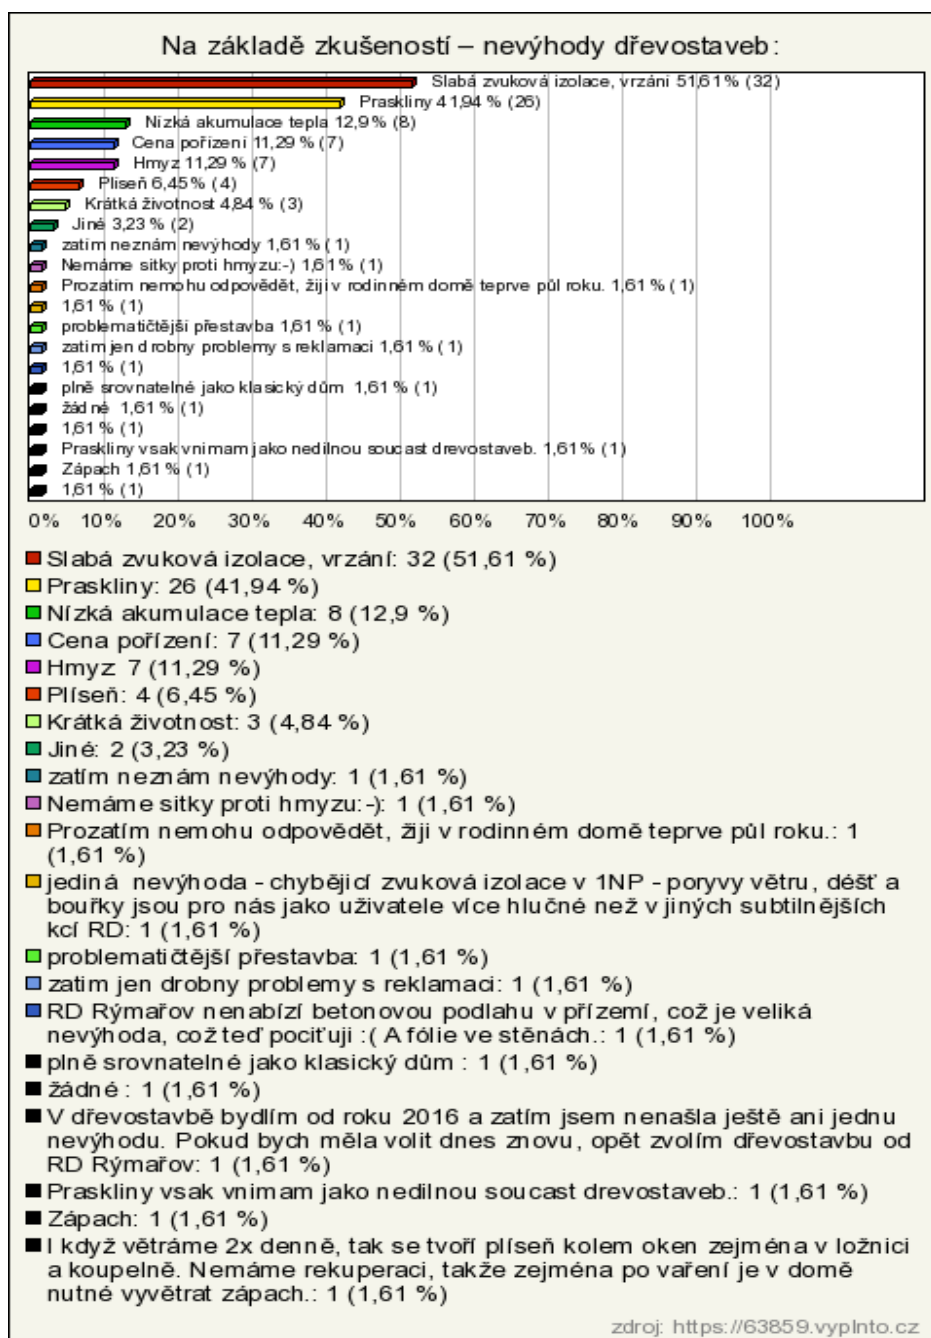 Na základě zkušeností – nevýhody dřevostaveb:
Slabá zvuková izolace, vrzání 51,61 % (32)
Praskliny 41,94 % (26)
Nízká akumulace tepla 12,9 % (8)
Cena pořízení 11,29 % (7)
Hmyz 11,29 % (7)
Plíseň 6,45 % (4)
Krátká životnost 4,84 % (3)
Jiné 3,23 % (2)
zatím neznám nevýhody 1,61 % (1)
Nemáme sitky proti hmyzu:-) 1,61 % (1)
Prozatím nemohu odpovědět, žiji v rodinném domě teprve půl roku. 1,61 % (1)
1,61 % (1)
problematičtější přestavba 1,61 % (1)
zatim jen drobny problemy s reklamaci 1,61 % (1)
1,61 % (1)
plně srovnatelné jako klasický dům 1,61 % (1)
žádné 1,61 % (1)
1,61 % (1)
Praskliny vsak vnimam jako nedilnou soucast drevostaveb. 1,61 % (1)
Zápach 1,61 % (1)
1,61 % (1)
0% 10% 20% 30% 40% 50% 60% 70% 80% 90% 100%
Slabá zvuková izolace, vrzání: 32 (51,61 %)
Praskliny: 26 (41,94 %)
Nízká akumulace tepla: 8 (12,9 %)
Cena pořízení: 7 (11,29 %)
Hmyz: 7 (11,29 %)
Plíseň: 4 (6,45 %)
Krátká životnost: 3 (4,84 %)
Jiné: 2 (3,23 %)
zatím neznám nevýhody: 1 (1,61 %)
Nemáme sitky proti hmyzu:-): 1 (1,61 %)
Prozatím nemohu odpovědět, žiji v rodinném domě teprve půl roku.: 1
(1,61 %)
jediná nevýhoda - chybějicí zvuková izolace v 1NP - poryvy větru, déšť a
bouřky jsou pro nás jako uživatele více hlučné než v jiných subtilnějších
kcí RD: 1 (1,61 %)
problematičtější přestavba: 1 (1,61 %)
zatim jen drobny problemy s reklamaci: 1 (1,61 %)
RD Rýmařov nenabízí betonovou podlahu v přízemí, což je veliká
nevýhoda, což teď pociťuji :( A fólie ve stěnách.: 1 (1,61 %)
plně srovnatelné jako klasický dům : 1 (1,61 %)
žádné : 1 (1,61 %)
V dřevostavbě bydlím od roku 2016 a zatím jsem nenašla ještě ani jednu
nevýhodu. Pokud bych měla volit dnes znovu, opět zvolím dřevostavbu od
RD Rýmařov: 1 (1,61 %)
Praskliny vsak vnimam jako nedilnou soucast drevostaveb.: 1 (1,61 %)
Zápach: 1 (1,61 %)
I když větráme 2x denně, tak se tvoří plíseň kolem oken zejména v ložnici
a koupelně. Nemáme rekuperaci, takže zejména po vaření je v domě
nutné vyvětrat zápach.: 1 (1,61 %)
zdroj: https://63859.vyplnto.cz